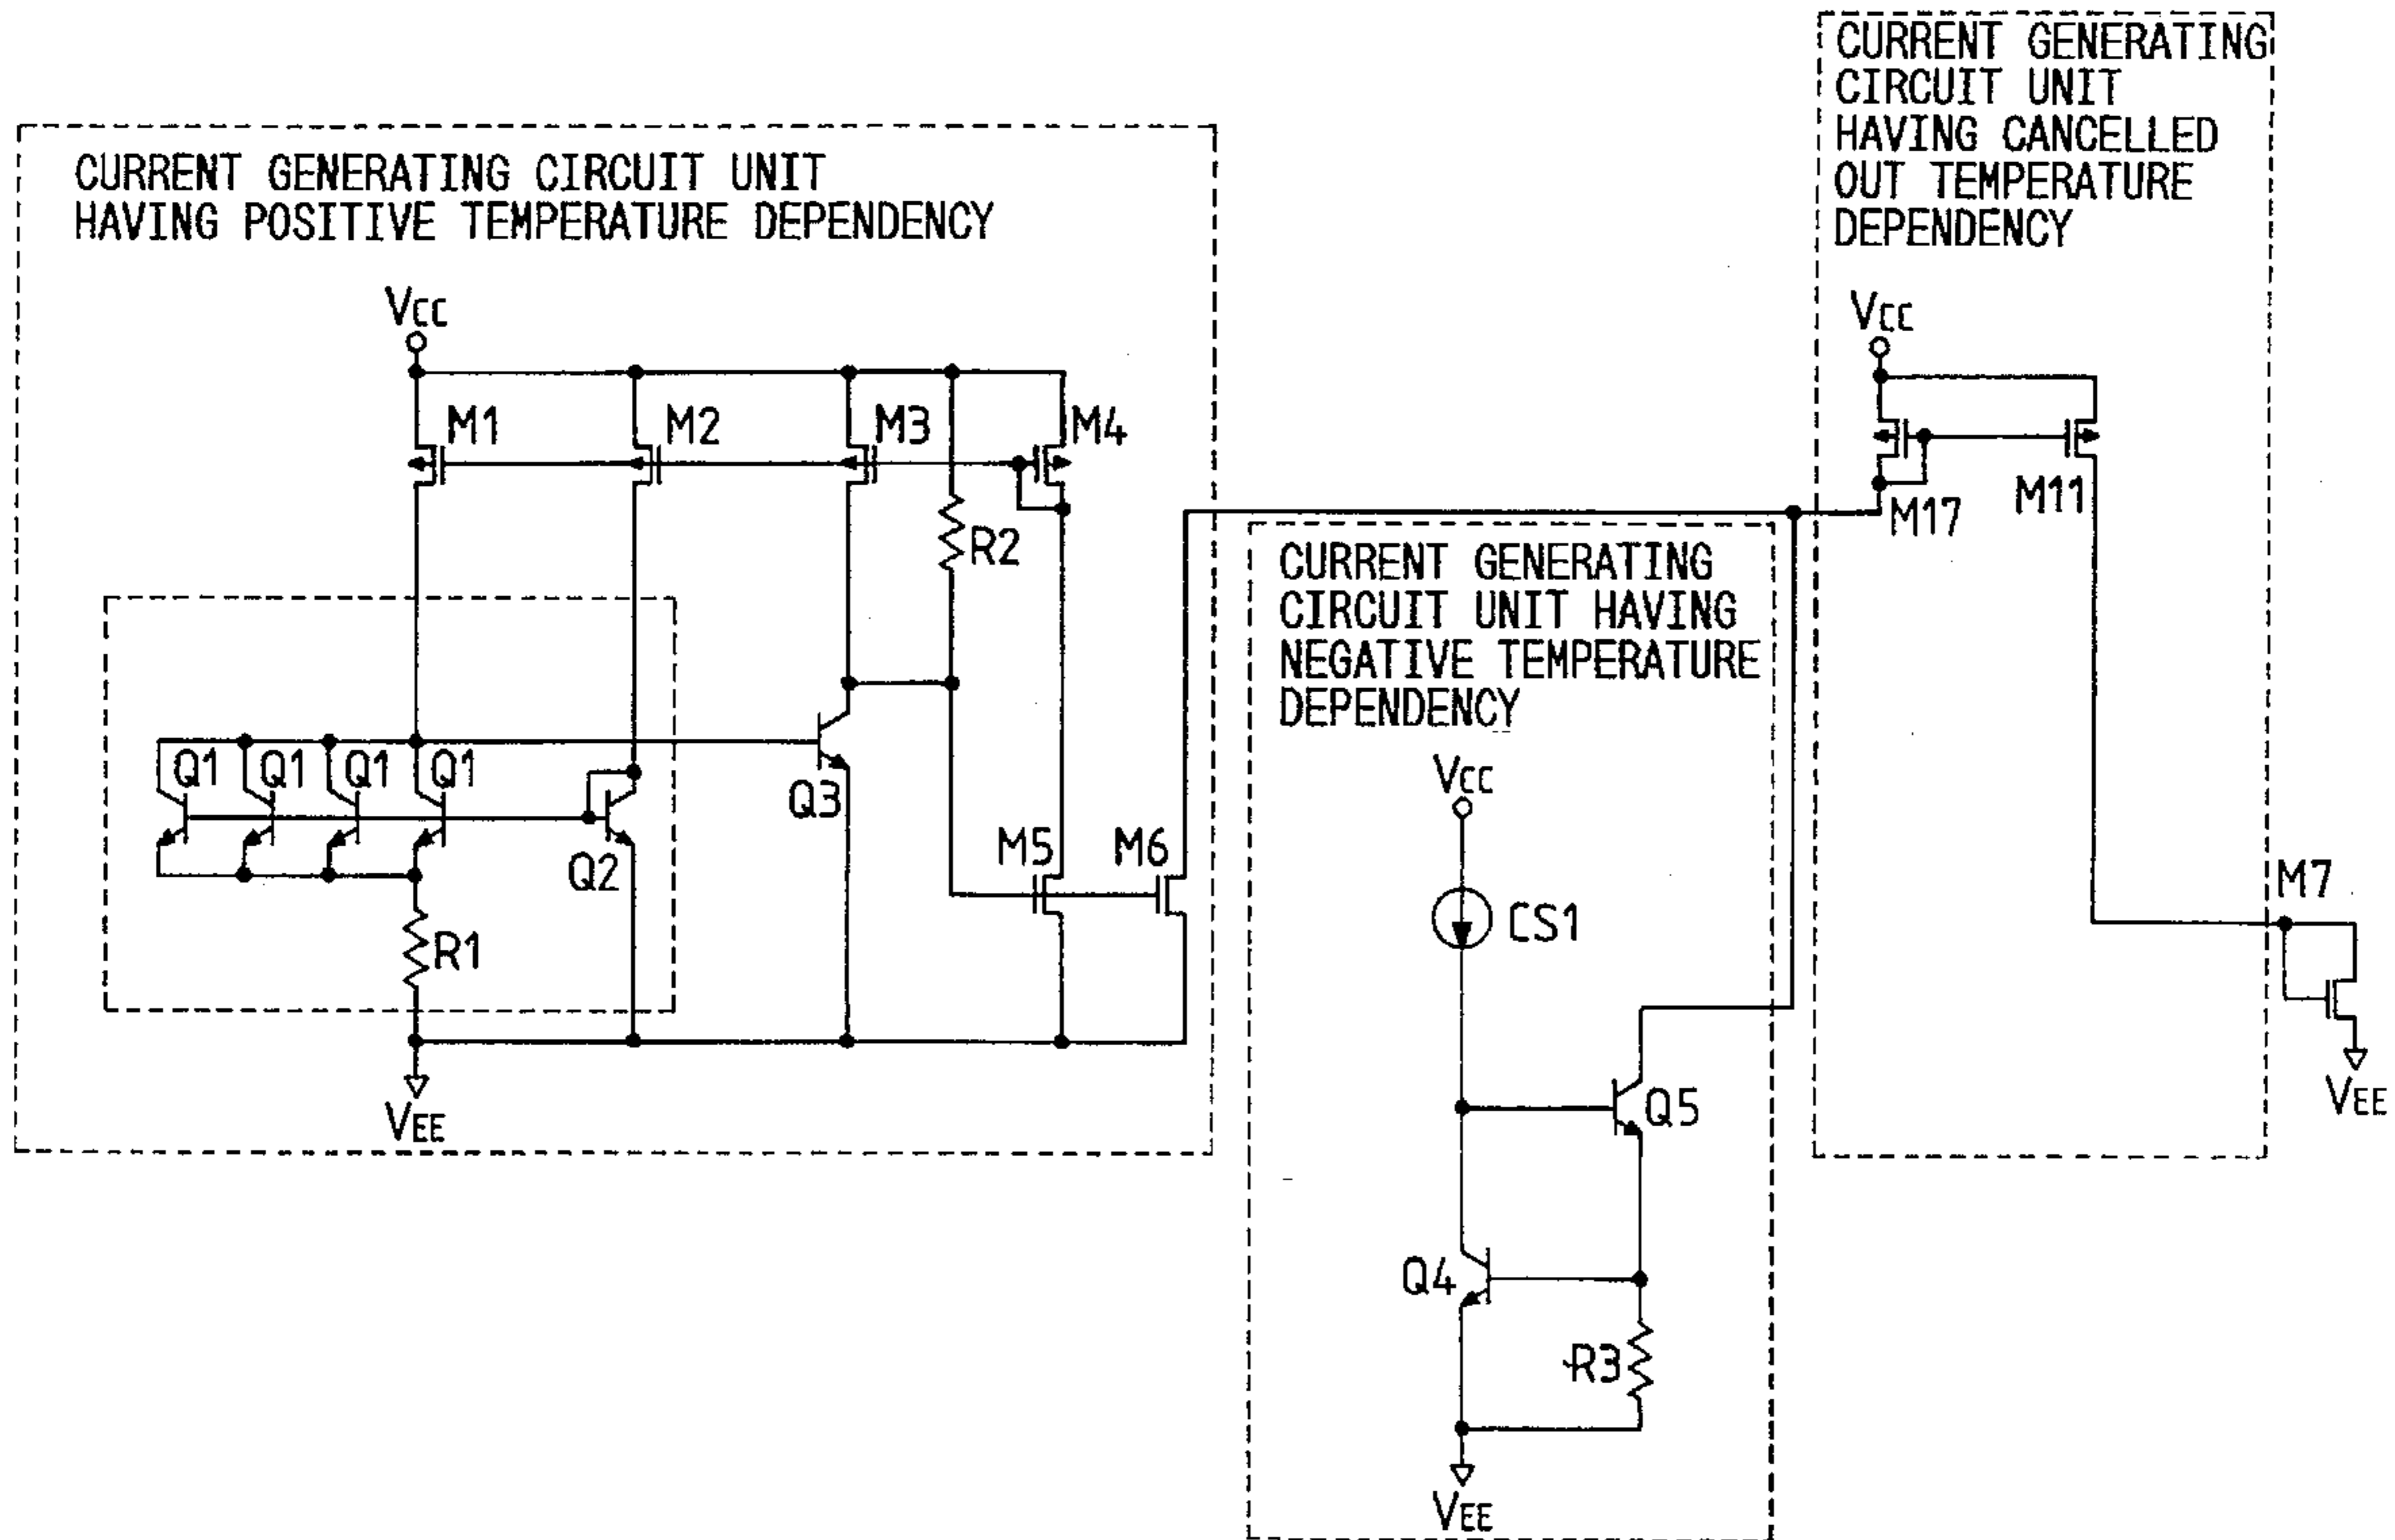 CURRENT GENERATING
CIRCUIT UNIT
HAVING CANCELLED
OUT TEMPERATURE
DEPENDENCY
CURRENT GENERATING CIRCUIT UNIT
HAVING POSITIVE TEMPERATURE DEPENDENCY
VCC
VCC
M1
M2
M3
M4
R2
M17
M11
CURRENT GENERATING
CIRCUIT UNIT HAVING
NEGATIVE TEMPERATURE
DEPENDENCY
Q1
Q1
Q1
Q1
Q3
Q2
VCC
M5
M6
M7
R1
CS1
VEE
Q5
VEE
Q4
R3
VEE